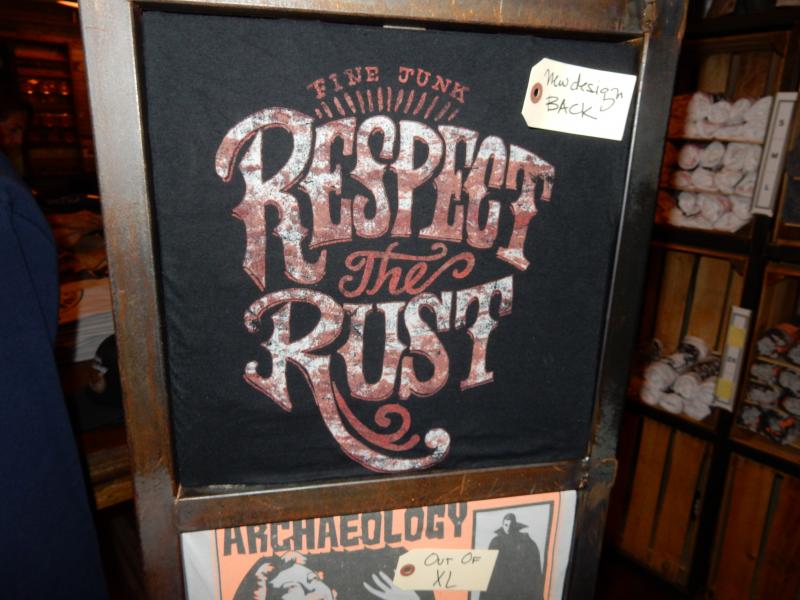 FINE JUNK
RESPECT
The
RUST
New design
BACK
ARCHAEOLOGY
OUT OF
XL